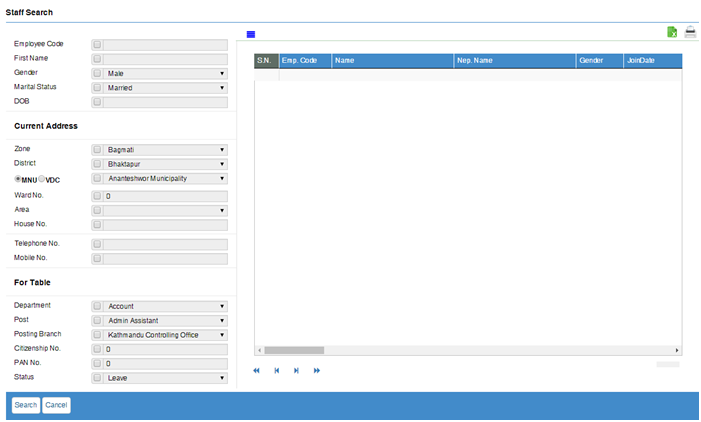 Staff Search
Employee Code
First Name
Gender Male
Marital Status Married
DOB
Current Address
Zone Bagmati
District Bhaktapur
MNU VDC Ananteshwor Municipality
Ward No. 0
Area
House No.
Telephone No.
Mobile No.
For Table
Department Account
Post Admin Assistant
Posting Branch Kathmandu Controlling Office
Citizenship No. 0
PAN No. 0
Status Leave
S.N. Emp. Code Name Nep. Name Gender JoinDate
Search Cancel